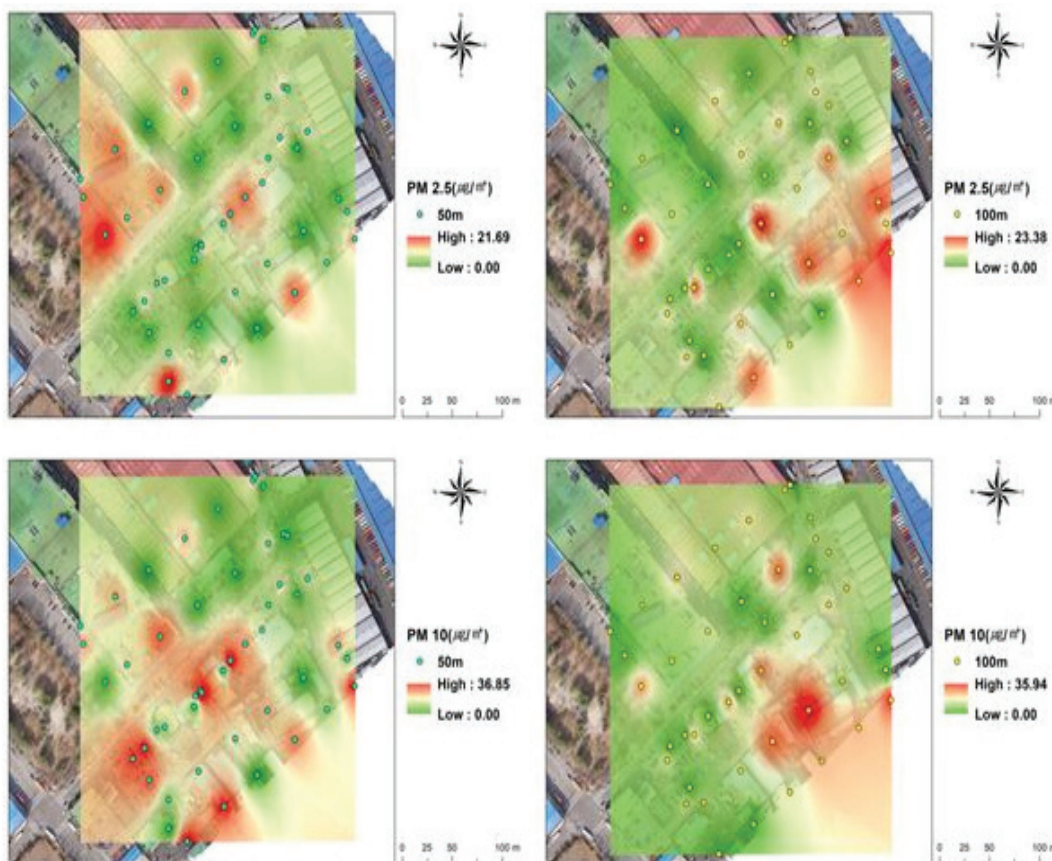 PM 2.5(㎍/㎥)
50m
High : 21.69
Low : 0.00
0 25 50 100 m
PM 2.5(㎍/㎥)
100m
High : 23.38
Low : 0.00
0 25 50 100 m
PM 10(㎍/㎥)
50m
High : 36.85
Low : 0.00
0 25 50 100 m
PM 10(㎍/㎥)
100m
High : 35.94
Low : 0.00
0 25 50 100 m